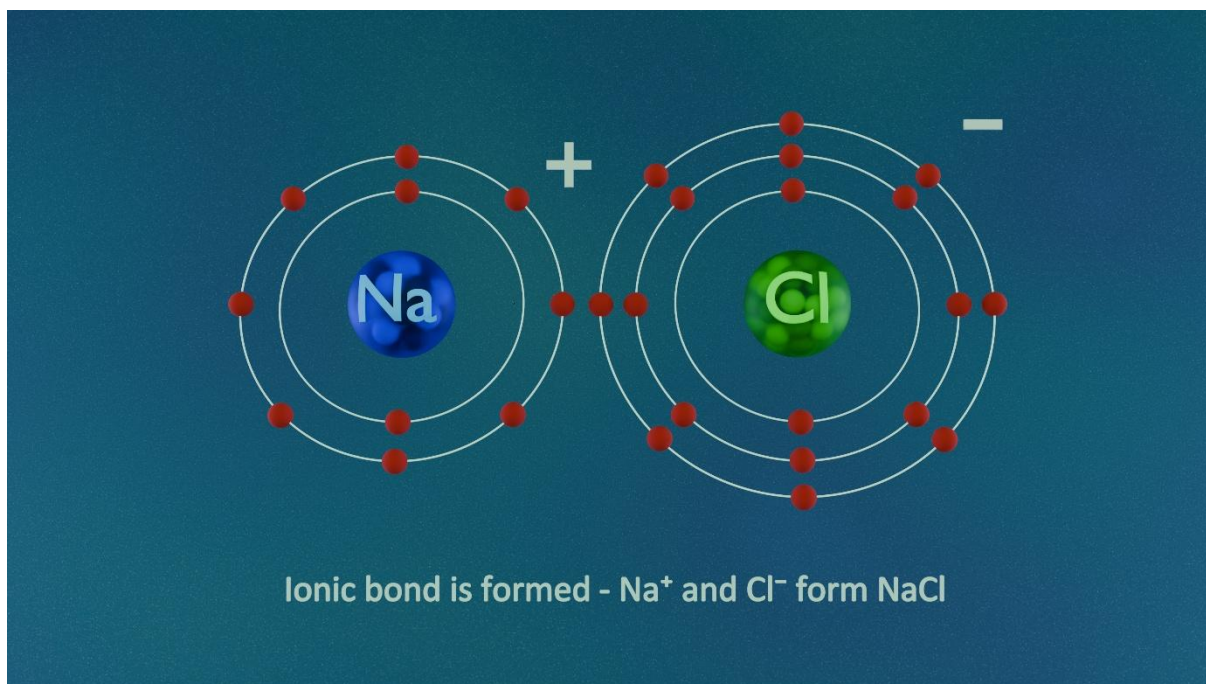 +
−
Na
Cl
Ionic bond is formed - Na⁺ and Cl⁻ form NaCl